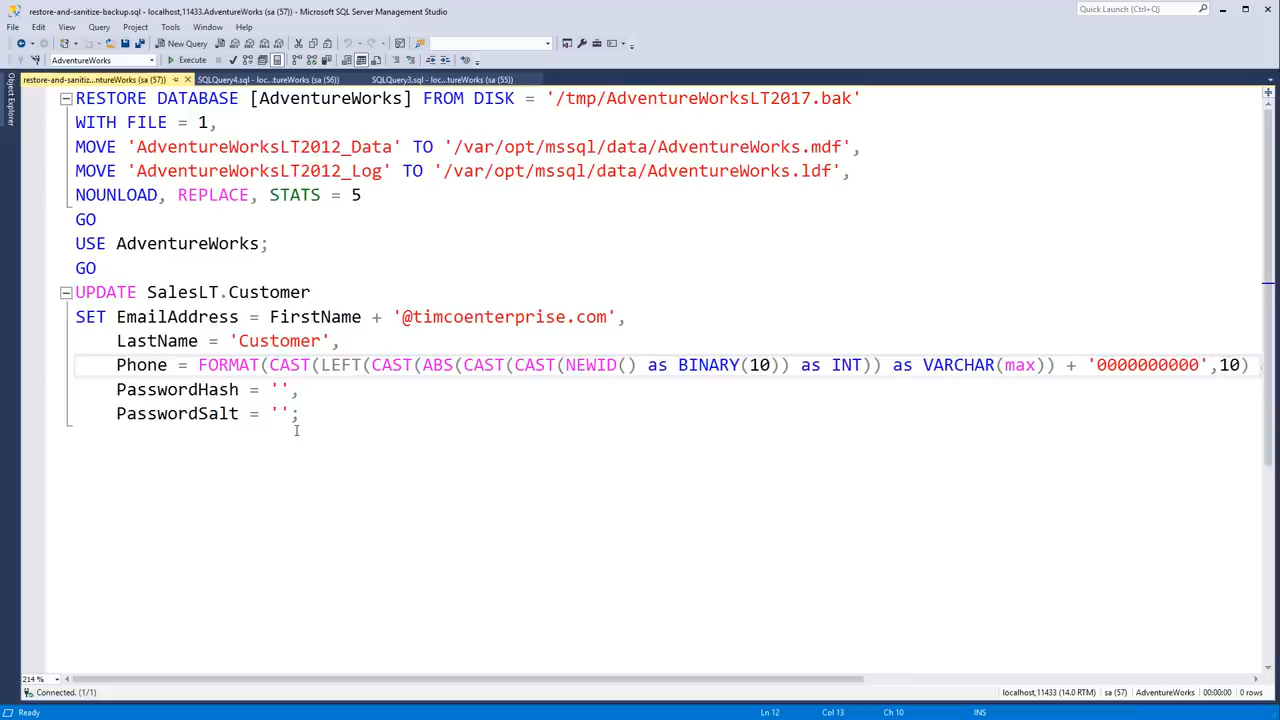 restore-and-sanitize-backup.sql - localhost,11433.AdventureWorks (sa (57)) - Microsoft SQL Server Management Studio
Quick Launch (Ctrl+Q)
File Edit View Query Project Tools Window Help
New Query
AdventureWorks
Execute
restore-and-sanitiz...ntureWorks (sa (57))
SQLQuery4.sql - loc...tureWorks (sa (56))
SQLQuery3.sql - loc...tureWorks (sa (55))
Object Explorer
RESTORE DATABASE [AdventureWorks] FROM DISK = '/tmp/AdventureWorksLT2017.bak'
WITH FILE = 1,
MOVE 'AdventureWorksLT2012_Data' TO '/var/opt/mssql/data/AdventureWorks.mdf',
MOVE 'AdventureWorksLT2012_Log' TO '/var/opt/mssql/data/AdventureWorks.ldf',
NOUNLOAD, REPLACE, STATS = 5
GO
USE AdventureWorks;
GO
UPDATE SalesLT.Customer
SET EmailAddress = FirstName + '@timcoenterprise.com',
LastName = 'Customer',
Phone = FORMAT(CAST(LEFT(CAST(ABS(CAST(CAST(NEWID() as BINARY(10)) as INT)) as VARCHAR(max)) + '0000000000',10)
PasswordHash = '',
PasswordSalt = '';
214 %
Connected. (1/1)
localhost,11433 (14.0 RTM) sa (57) AdventureWorks 00:00:00 0 rows
Ready
Ln 12 Col 13 Ch 10 INS